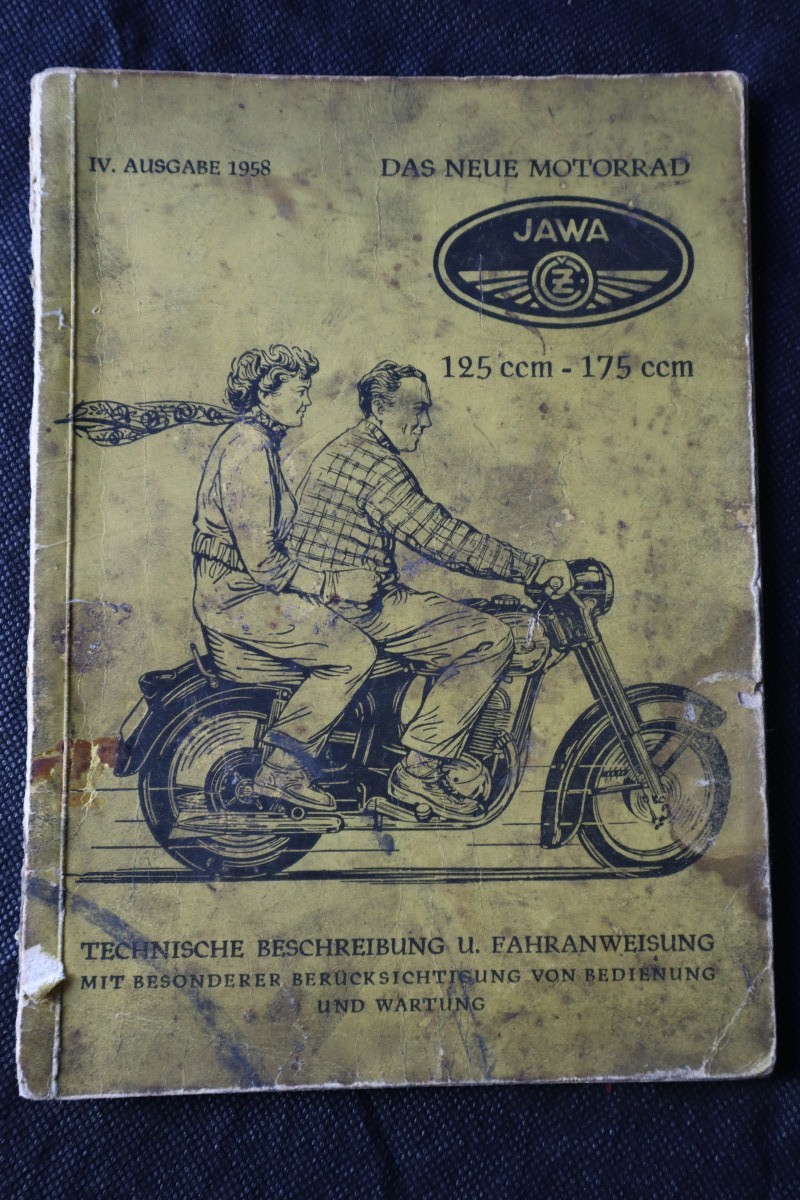 IV. AUSGABE 1958
DAS NEUE MOTORRAD
JAWA
ČZ
125 ccm - 175 ccm
TECHNISCHE BESCHREIBUNG U. FAHRANWEISUNG
MIT BESONDERER BERÜCKSICHTIGUNG VON BEDIENUNG
UND WARTUNG